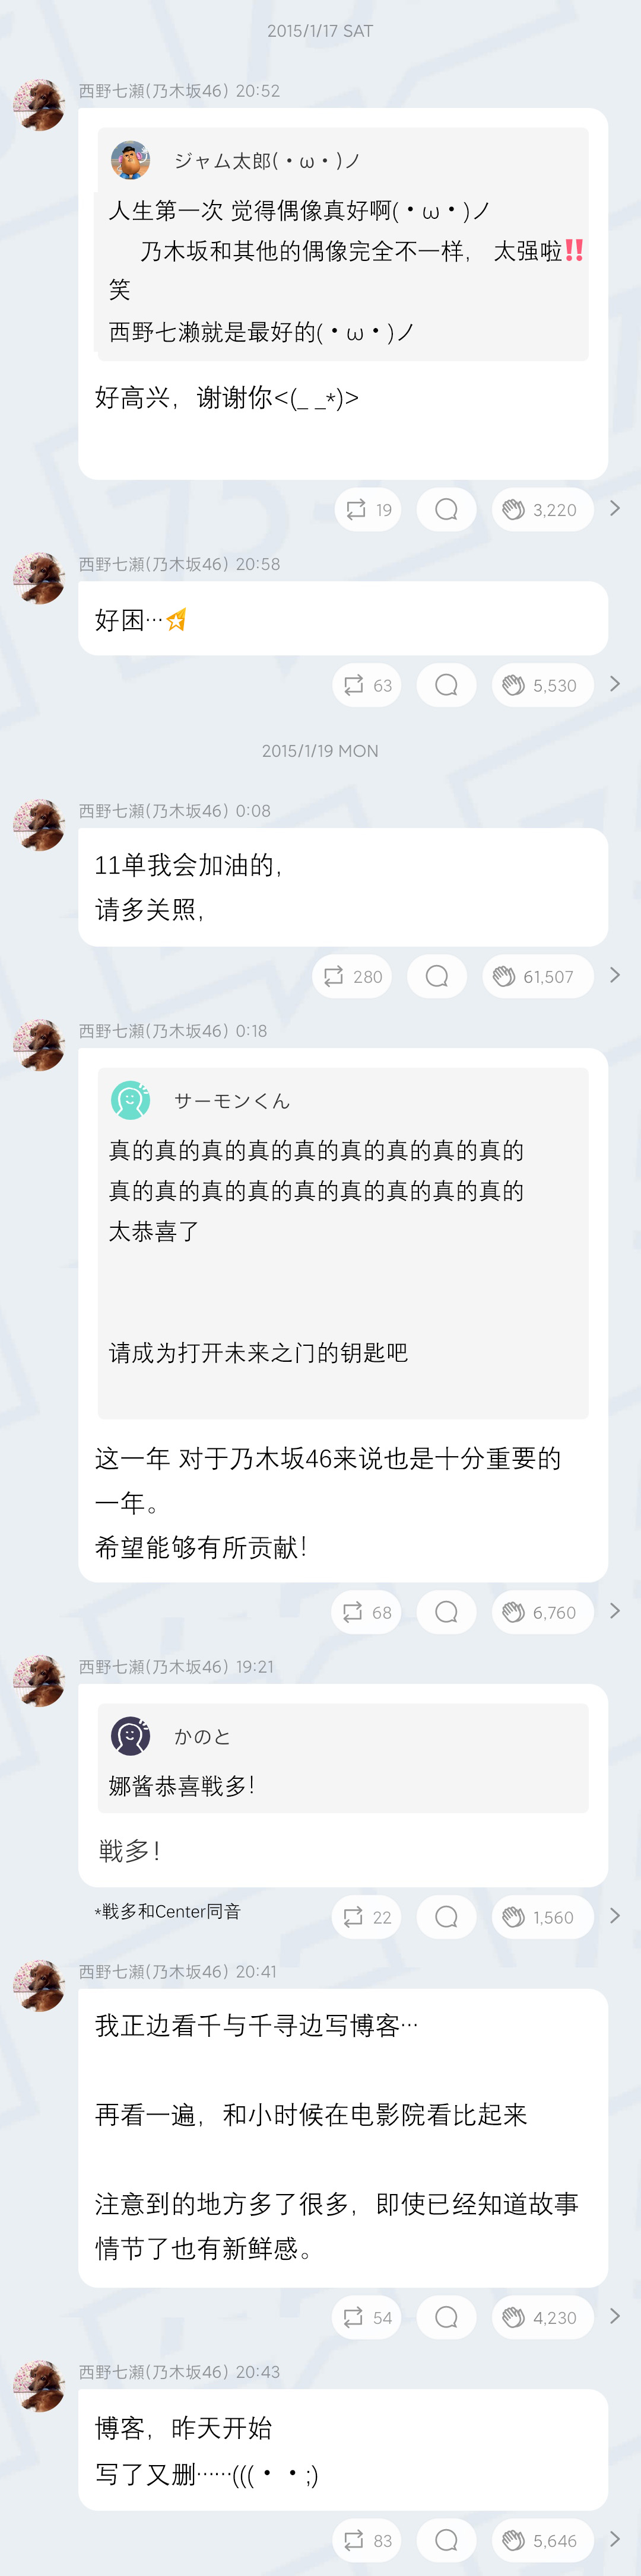 2015/1/17 SAT
西野七瀬(乃木坂46) 20:52
ジャム太郎(・ω・)ノ
人生第一次 觉得偶像真好啊(・ω・)ノ
乃木坂和其他的偶像完全不一样， 太强啦‼
笑
西野七濑就是最好的(・ω・)ノ
好高兴，谢谢你<(_ _*)>
19
3,220
西野七瀬(乃木坂46) 20:58
好困…
63
5,530
2015/1/19 MON
西野七瀬(乃木坂46) 0:08
11单我会加油的，
请多关照，
280
61,507
西野七瀬(乃木坂46) 0:18
サーモンくん
真的真的真的真的真的真的真的真的真的
真的真的真的真的真的真的真的真的真的
太恭喜了
请成为打开未来之门的钥匙吧
这一年 对于乃木坂46来说也是十分重要的
一年。
希望能够有所贡献！
68
6,760
西野七瀬(乃木坂46) 19:21
かのと
娜酱恭喜戦多！
戦多！
*戦多和Center同音
22
1,560
西野七瀬(乃木坂46) 20:41
我正边看千与千寻边写博客…
再看一遍，和小时候在电影院看比起来
注意到的地方多了很多，即使已经知道故事
情节了也有新鲜感。
54
4,230
西野七瀬(乃木坂46) 20:43
博客，昨天开始
写了又删……(((・・;)
83
5,646